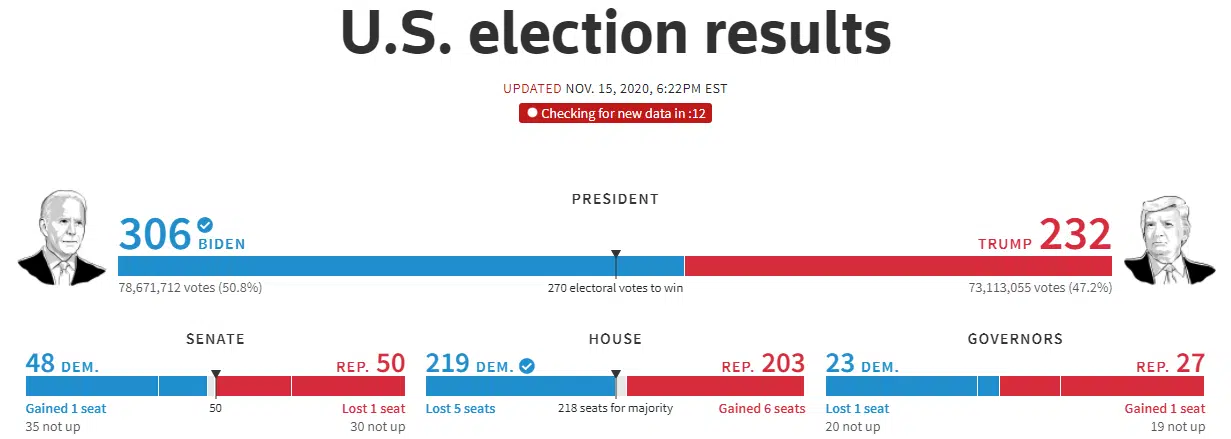 U.S. election results
UPDATED NOV. 15, 2020, 6:22PM EST
Checking for new data in :12
PRESIDENT
306 BIDEN
TRUMP 232
78,671,712 votes (50.8%)
270 electoral votes to win
73,113,055 votes (47.2%)
SENATE
48 DEM.
REP. 50
Gained 1 seat
50
Lost 1 seat
35 not up
30 not up
HOUSE
219 DEM.
REP. 203
Lost 5 seats
218 seats for majority
Gained 6 seats
GOVERNORS
23 DEM.
REP. 27
Lost 1 seat
Gained 1 seat
20 not up
19 not up